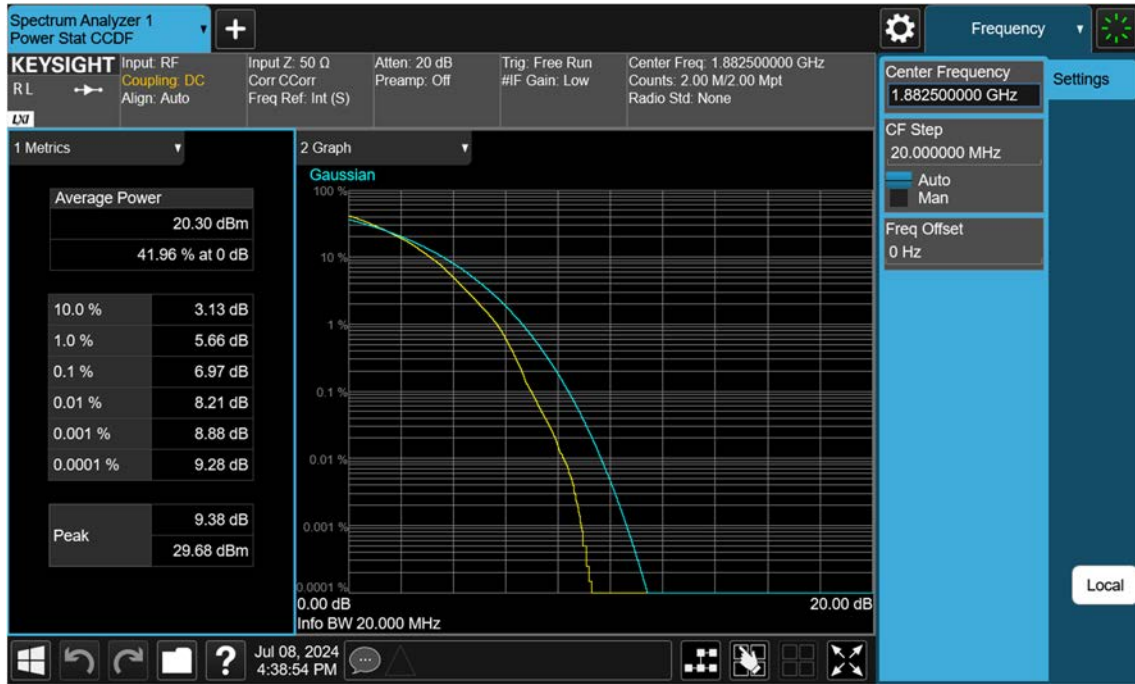 Spectrum Analyzer 1
Power Stat CCDF
+
Frequency
KEYSIGHT
RL
LXI
Input: RF
Coupling: DC
Align: Auto
Input Z: 50 Ω
Corr CCorr
Freq Ref: Int (S)
Atten: 20 dB
Preamp: Off
Trig: Free Run
#IF Gain: Low
Center Freq: 1.882500000 GHz
Counts: 2.00 M/2.00 Mpt
Radio Std: None
Center Frequency
1.882500000 GHz
Settings
CF Step
20.000000 MHz
Auto
Man
Freq Offset
0 Hz
Local
1 Metrics
Average Power
20.30 dBm
41.96 % at 0 dB
10.0 % 3.13 dB
1.0 % 5.66 dB
0.1 % 6.97 dB
0.01 % 8.21 dB
0.001 % 8.88 dB
0.0001 % 9.28 dB
Peak
9.38 dB
29.68 dBm
2 Graph
Gaussian
100 %
10 %
1 %
0.1 %
0.01 %
0.001 %
0.0001 %
0.00 dB 20.00 dB
Info BW 20.000 MHz
?
Jul 08, 2024
4:38:54 PM